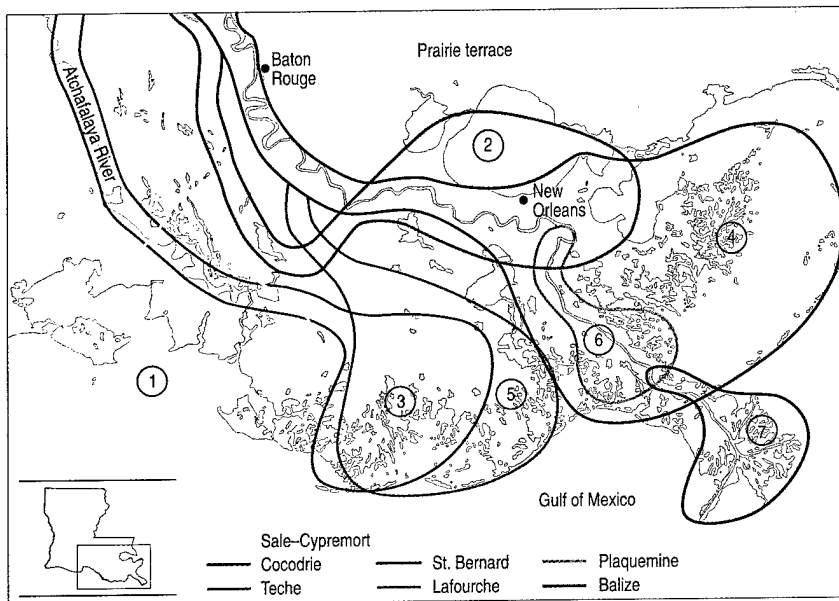 Prairie terrace
Baton
Rouge
Atchafalaya River
2
New
Orleans
4
6
1
3
5
7
Gulf of Mexico
Sale–Cypremort
Cocodrie
St. Bernard
Plaquemine
Teche
Lafourche
Balize